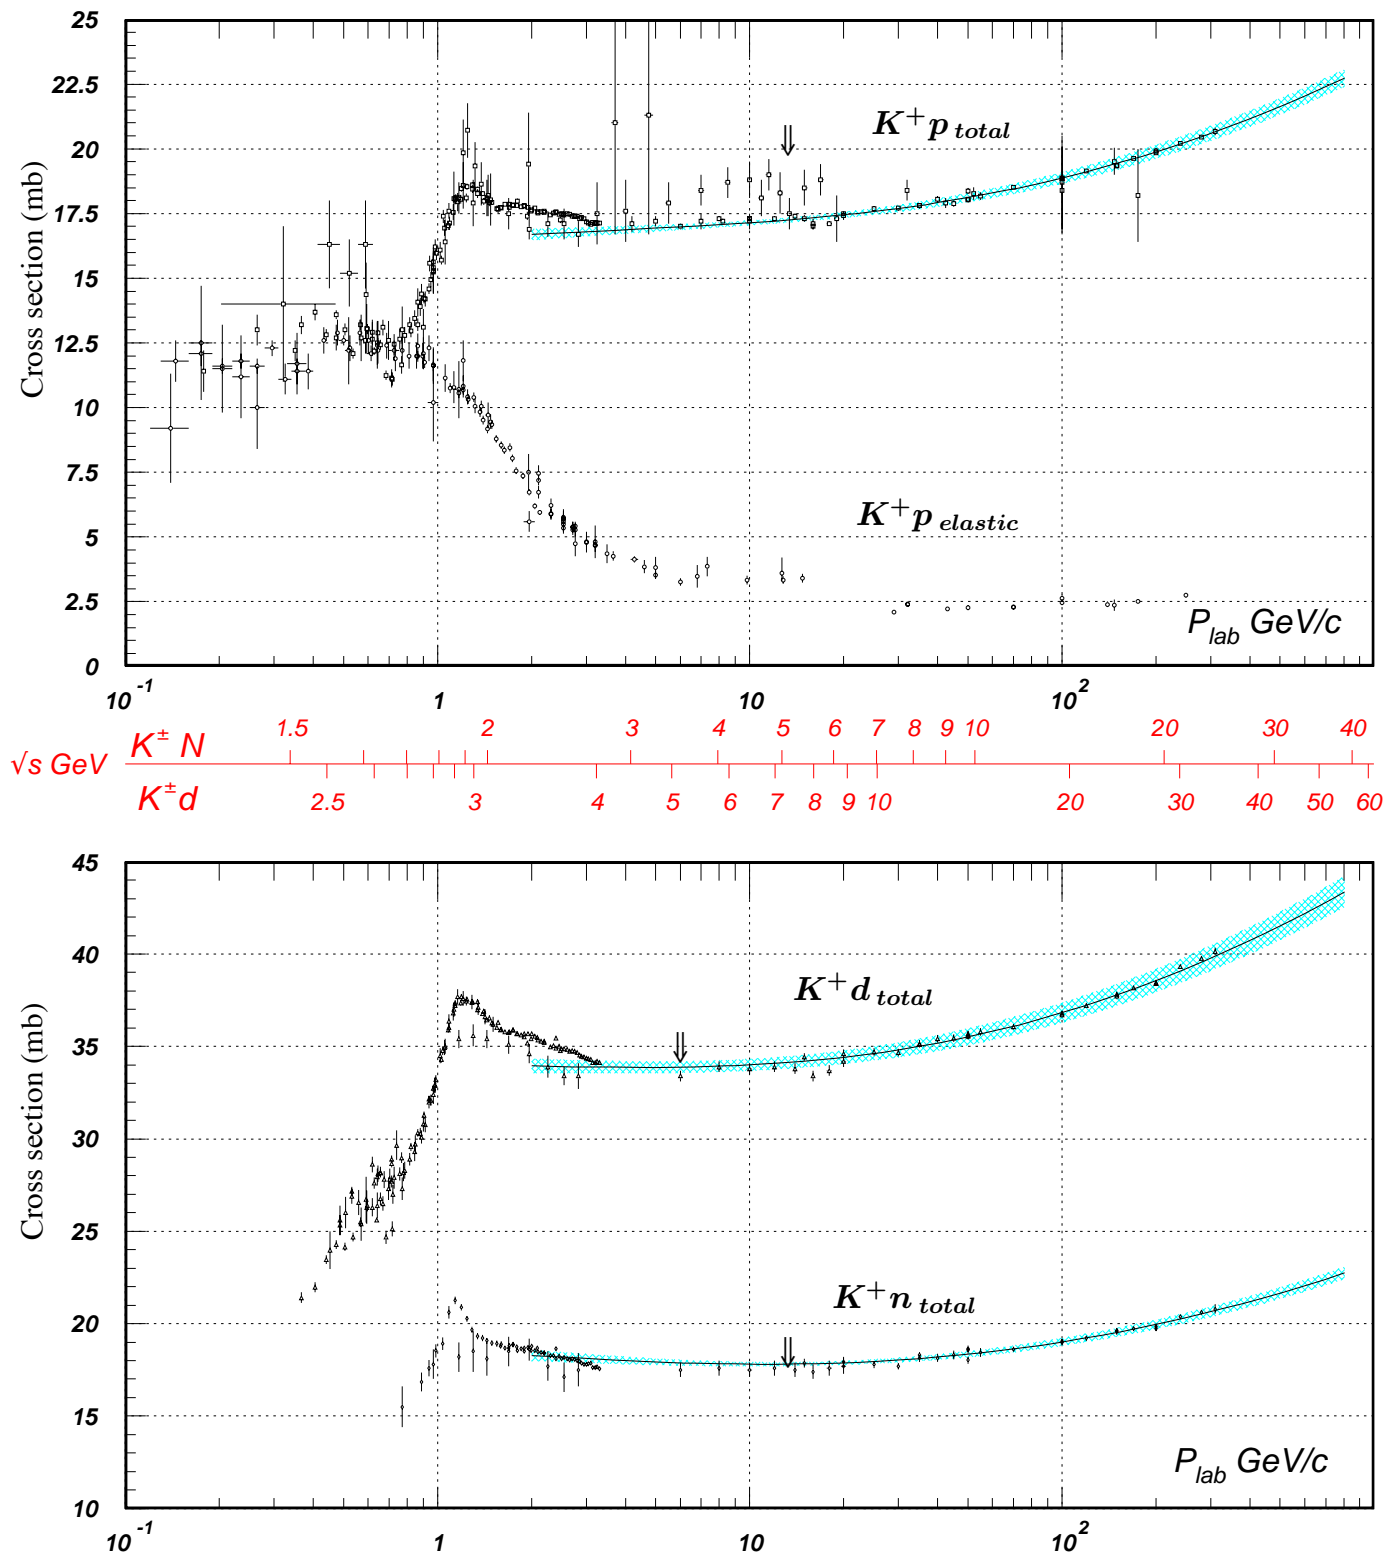 25
22.5
20
17.5
15
12.5
10
7.5
5
2.5
0
Cross section (mb)
K⁺p total
K⁺p elastic
P_lab GeV/c
10⁻¹ 1 10 10²
1.5 2 3 4 5 6 7 8 9 10 20 30 40
K± N
√s GeV
K±d
2.5 3 4 5 6 7 8 9 10 20 30 40 50 60
45
40
35
30
25
20
15
10
Cross section (mb)
K⁺d total
K⁺n total
P_lab GeV/c
10⁻¹ 1 10 10²